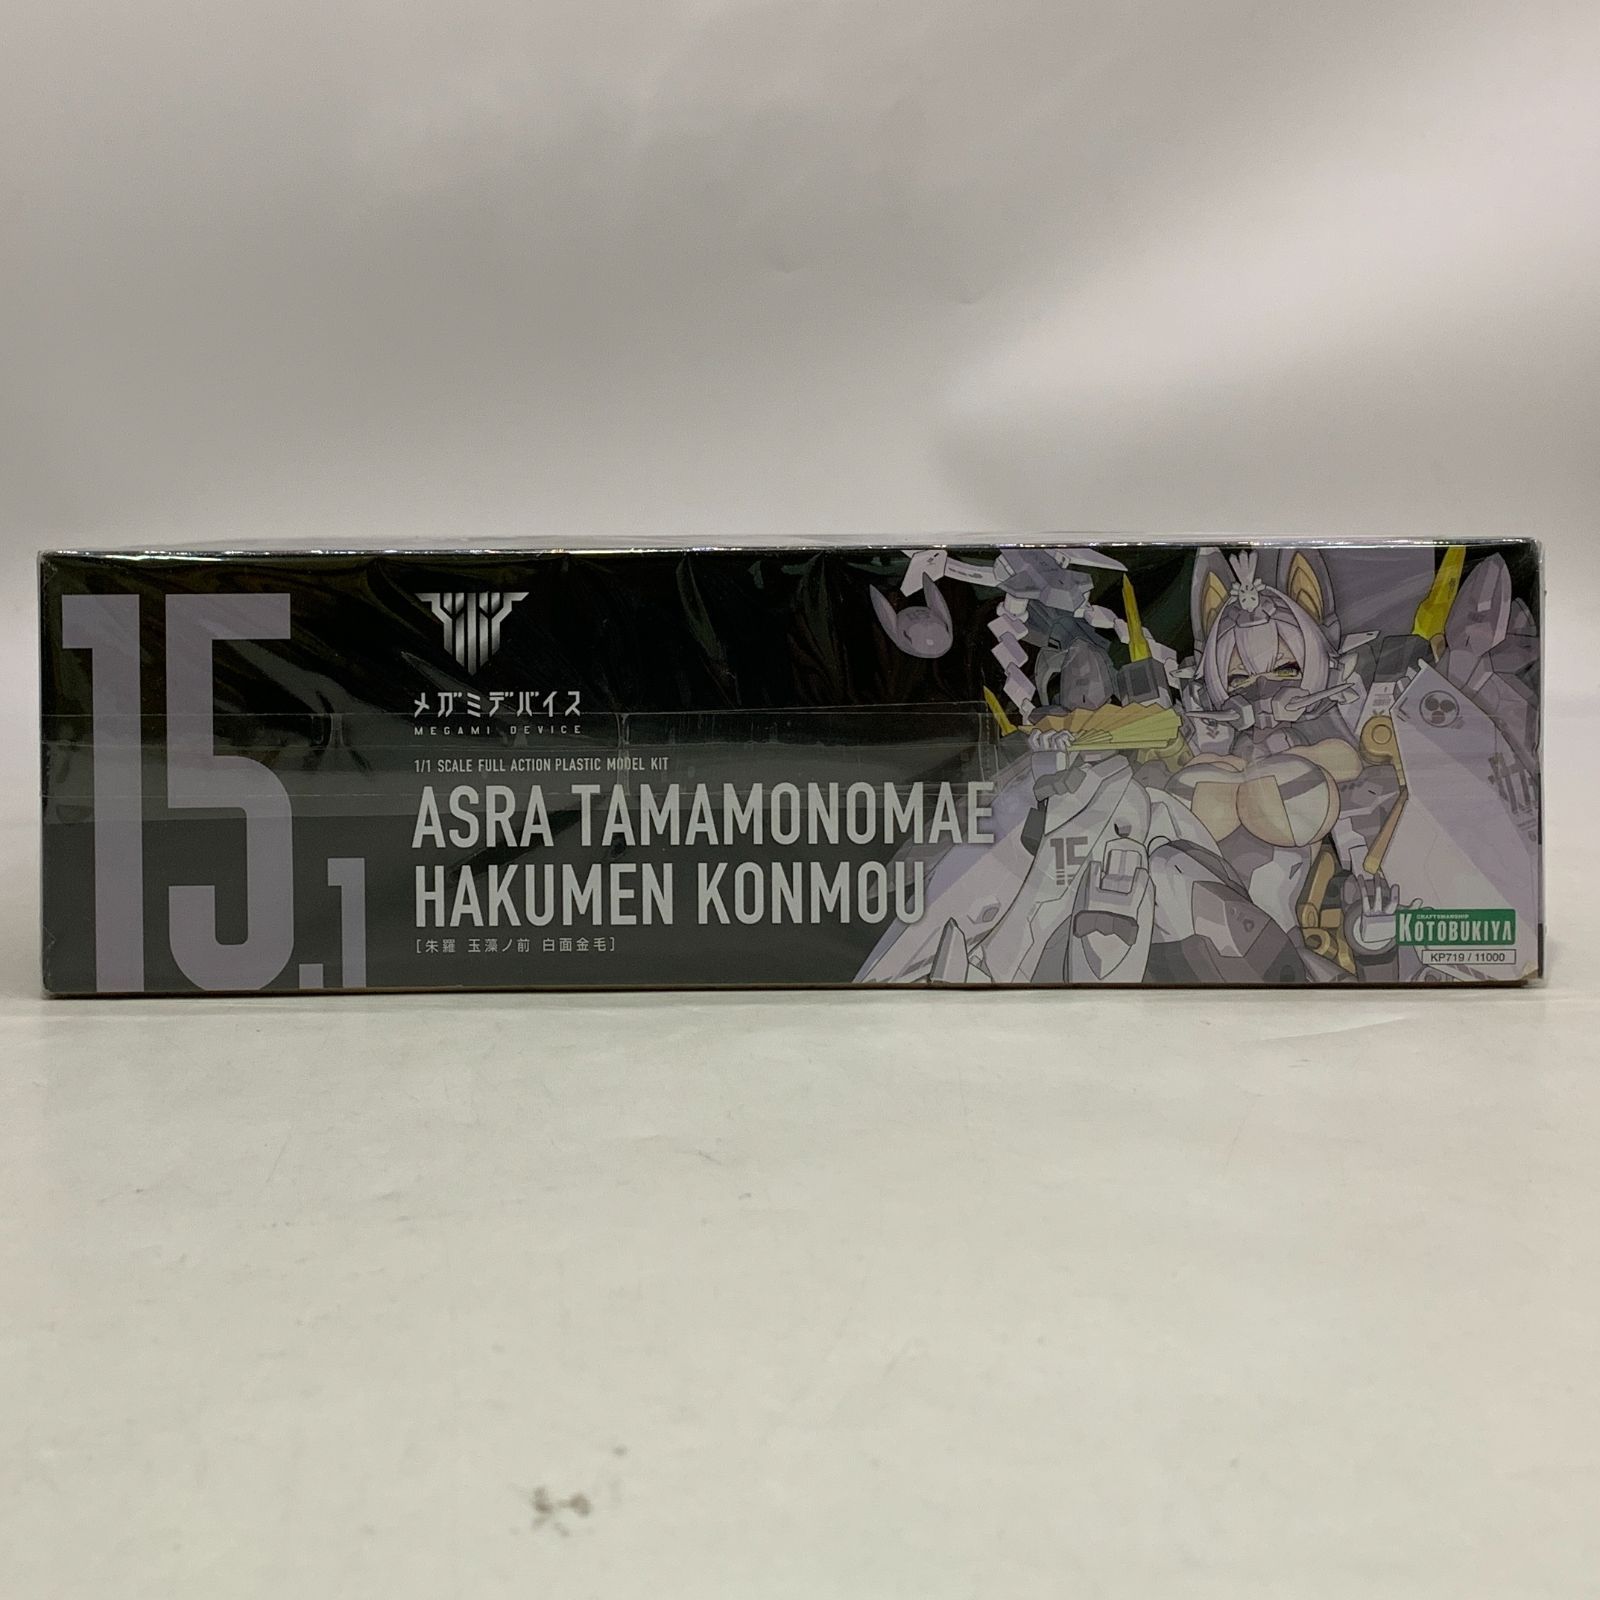 15.1
メガミデバイス
MEGAMI DEVICE
1/1 SCALE FULL ACTION PLASTIC MODEL KIT
ASRA TAMAMONOMAE
HAKUMEN KONMOU
[朱羅 玉藻ノ前 白面金毛]
15
CRAFTSMANSHIP
KOTOBUKIYA
KP719 / 11000